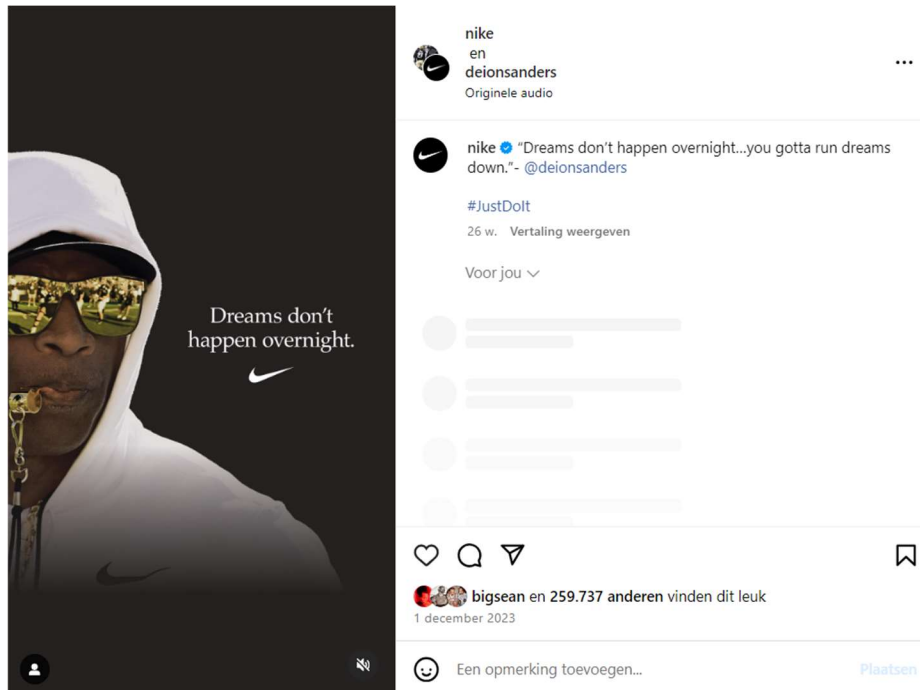 Dreams don't
happen overnight.
nike
en
deionsanders
Originele audio
nike “Dreams don't happen overnight...you gotta run dreams
down.”- @deionsanders
#JustDoIt
26 w. Vertaling weergeven
Voor jou
bigsean en 259.737 anderen vinden dit leuk
1 december 2023
Een opmerking toevoegen...
Plaatsen